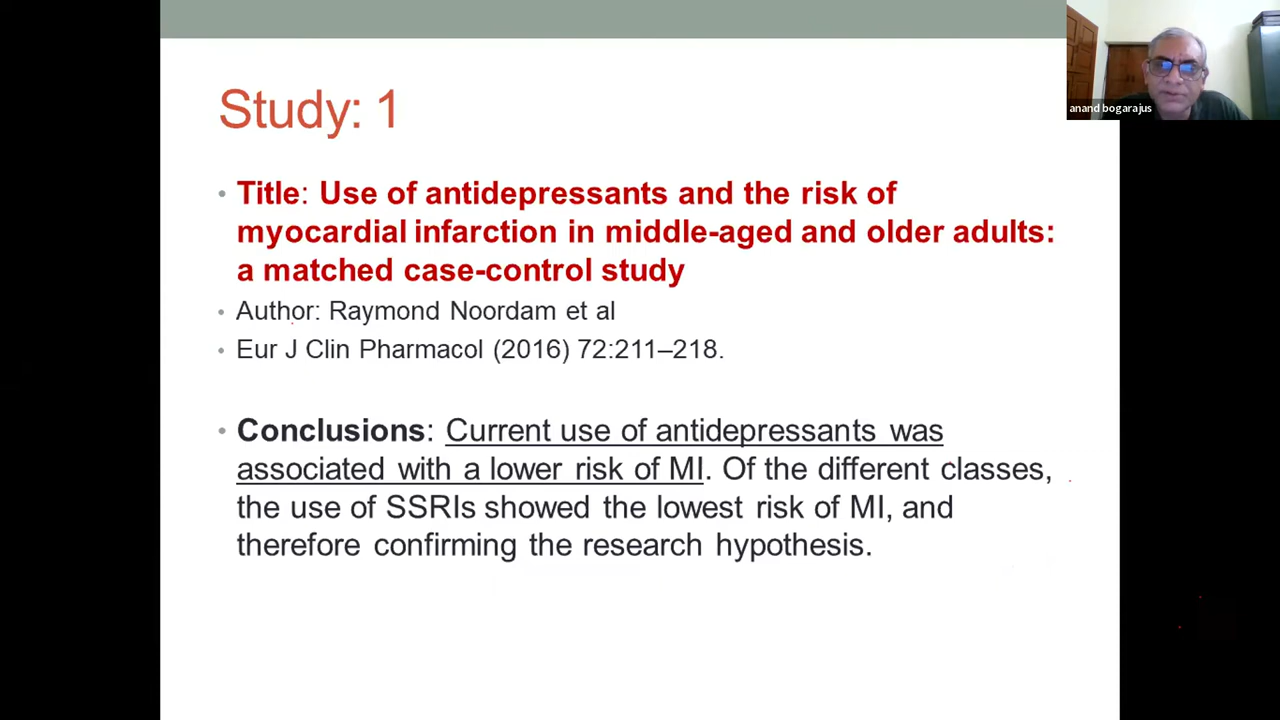 anand bogarajus
Study: 1
• Title: Use of antidepressants and the risk of
myocardial infarction in middle-aged and older adults:
a matched case-control study
• Author: Raymond Noordam et al
• Eur J Clin Pharmacol (2016) 72:211–218.
• Conclusions: Current use of antidepressants was
associated with a lower risk of MI. Of the different classes,
the use of SSRIs showed the lowest risk of MI, and
therefore confirming the research hypothesis.